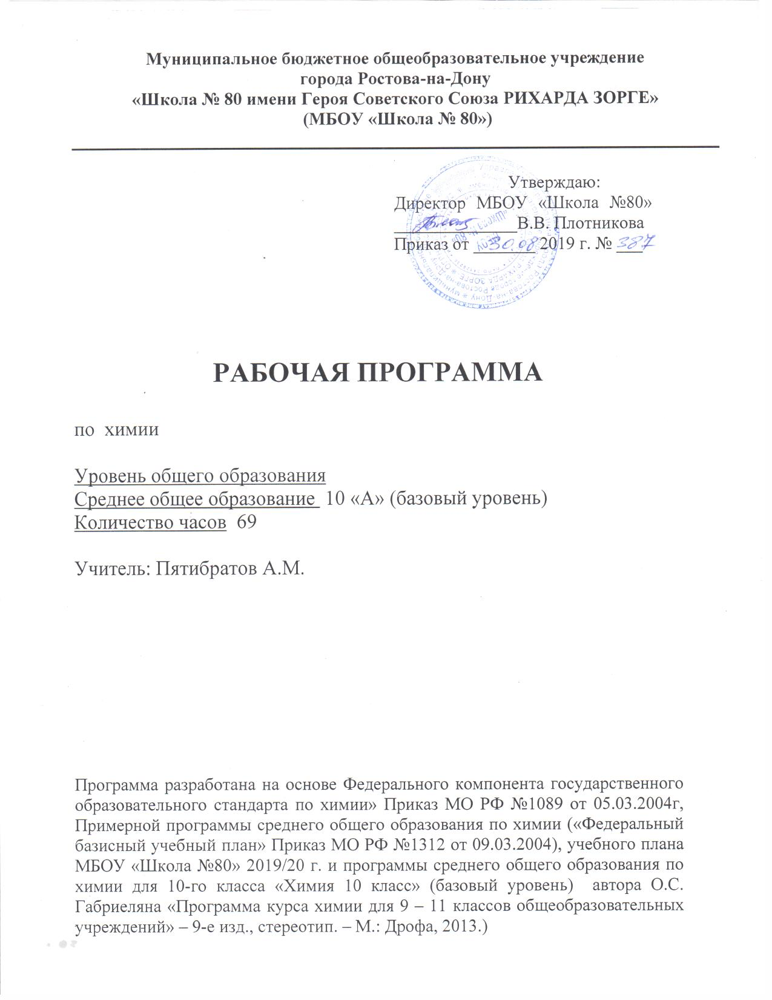 Муниципальное бюджетное общеобразовательное учреждение
города Ростова-на-Дону
«Школа № 80 имени Героя Советского Союза РИХАРДА ЗОРГЕ»
(МБОУ «Школа № 80»)
Утверждаю:
Директор МБОУ «Школа №80»
В.В. Плотникова
Приказ от 30.08 2019 г. № 387
РАБОЧАЯ ПРОГРАММА
по химии
Уровень общего образования
Среднее общее образование 10 «А» (базовый уровень)
Количество часов 69
Учитель: Пятибратов А.М.
Программа разработана на основе Федерального компонента государственного
образовательного стандарта по химии» Приказ МО РФ №1089 от 05.03.2004г,
Примерной программы среднего общего образования по химии («Федеральный
базисный учебный план» Приказ МО РФ №1312 от 09.03.2004), учебного плана
МБОУ «Школа №80» 2019/20 г. и программы среднего общего образования по
химии для 10-го класса «Химия 10 класс» (базовый уровень) автора О.С.
Габриеляна «Программа курса химии для 9 – 11 классов общеобразовательных
учреждений» – 9-е изд., стереотип. – М.: Дрофа, 2013.)